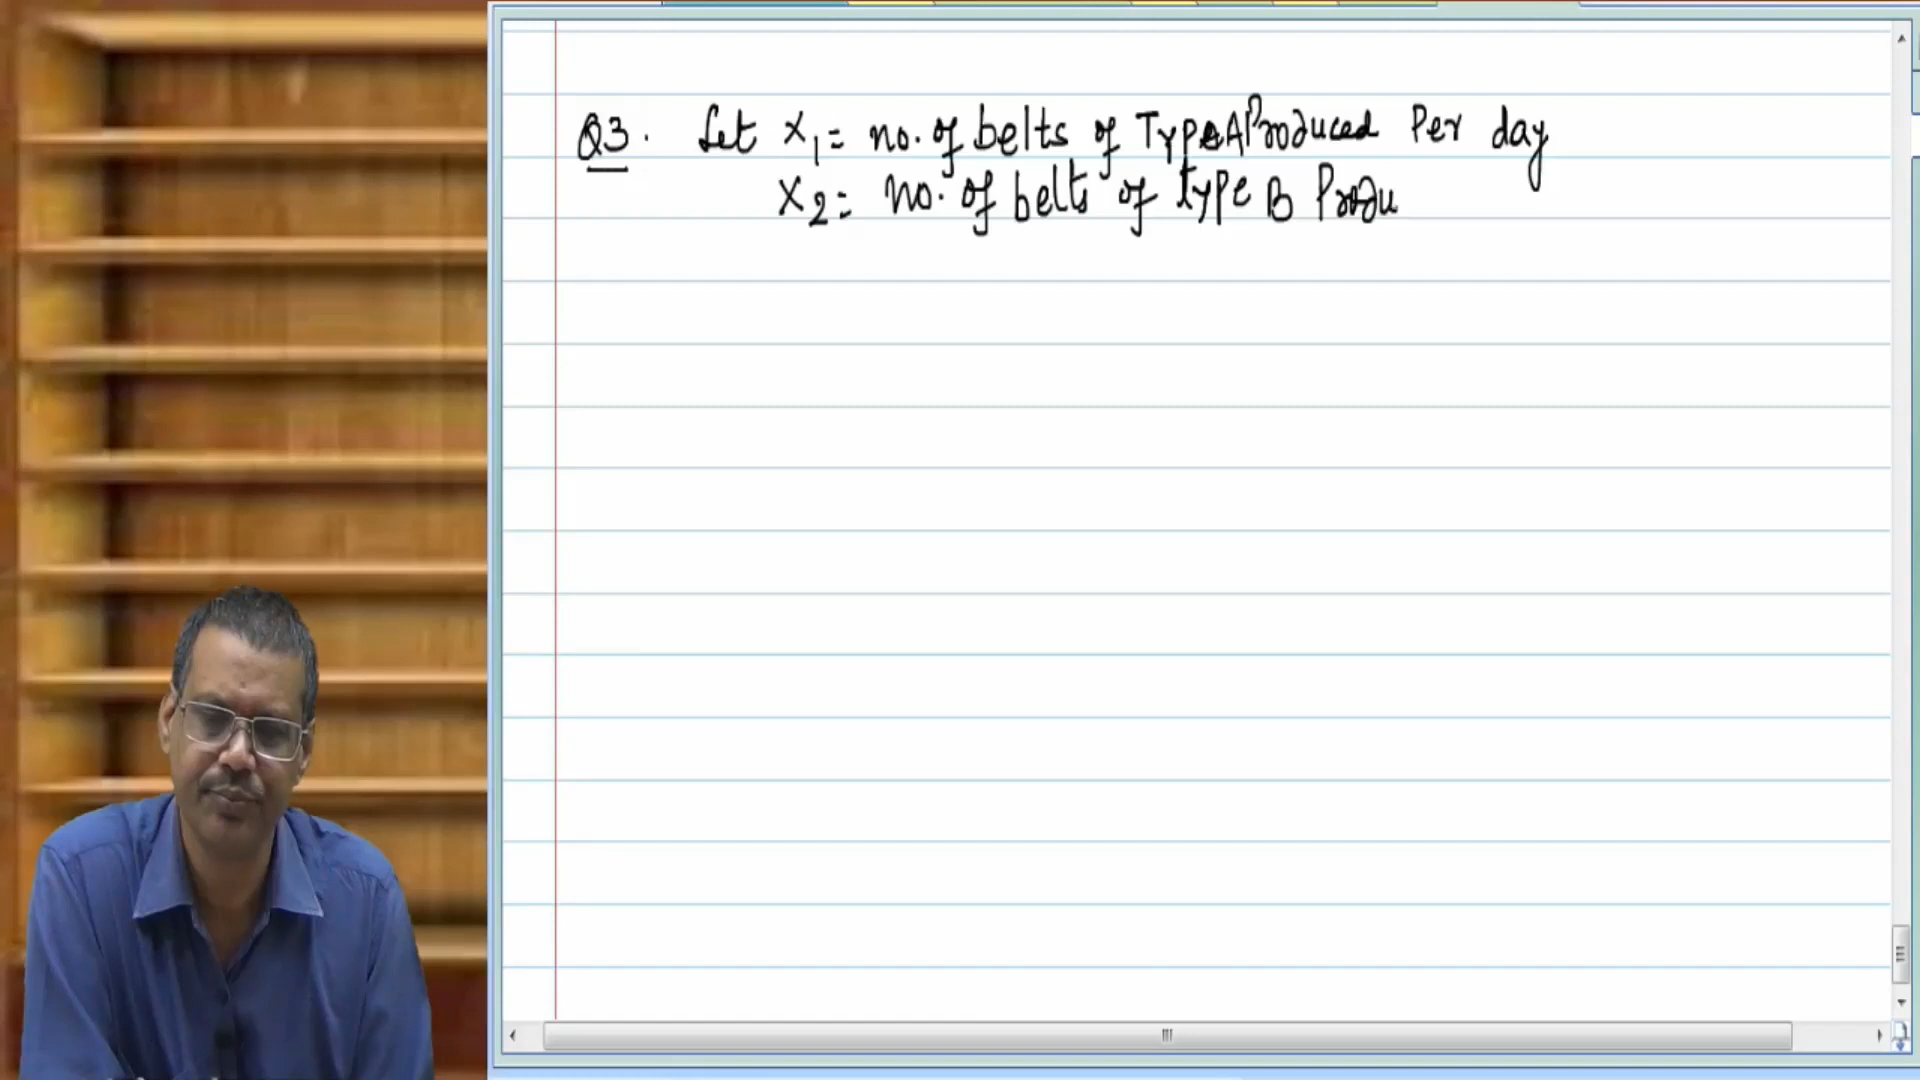 Q3. Let X1 = no. of belts of Type A Produced Per day
X2 = No. of belts of type B Produ